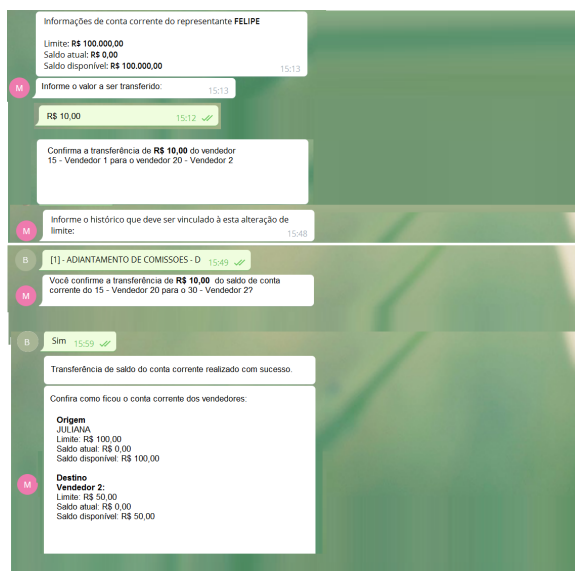 Informações de conta corrente do representante FELIPE
Limite: R$ 100.000,00
Saldo atual: R$ 0,00
Saldo disponível: R$ 100.000,00
15:13
M
Informe o valor a ser transferido:
15:13
R$ 10,00
15:12
Confirma a transferência de R$ 10,00 do vendedor
15 - Vendedor 1 para o vendedor 20 - Vendedor 2
M
Informe o histórico que deve ser vinculado à esta alteração de
limite:
15:48
B
[1] - ADIANTAMENTO DE COMISSOES - D 15:49
M
Você confirme a transferência de R$ 10,00 do saldo de conta
corrente do 15 - Vendedor 20 para o 30 - Vendedor 2?
B
Sim 15:59
Transferência de saldo do conta corrente realizado com sucesso.
Confira como ficou o conta corrente dos vendedores:
Origem
JULIANA
Limite: R$ 100,00
Saldo atual: R$ 0,00
Saldo disponível: R$ 100,00
M
Destino
Vendedor 2:
Limite: R$ 50,00
Saldo atual: R$ 0,00
Saldo disponível: R$ 50,00